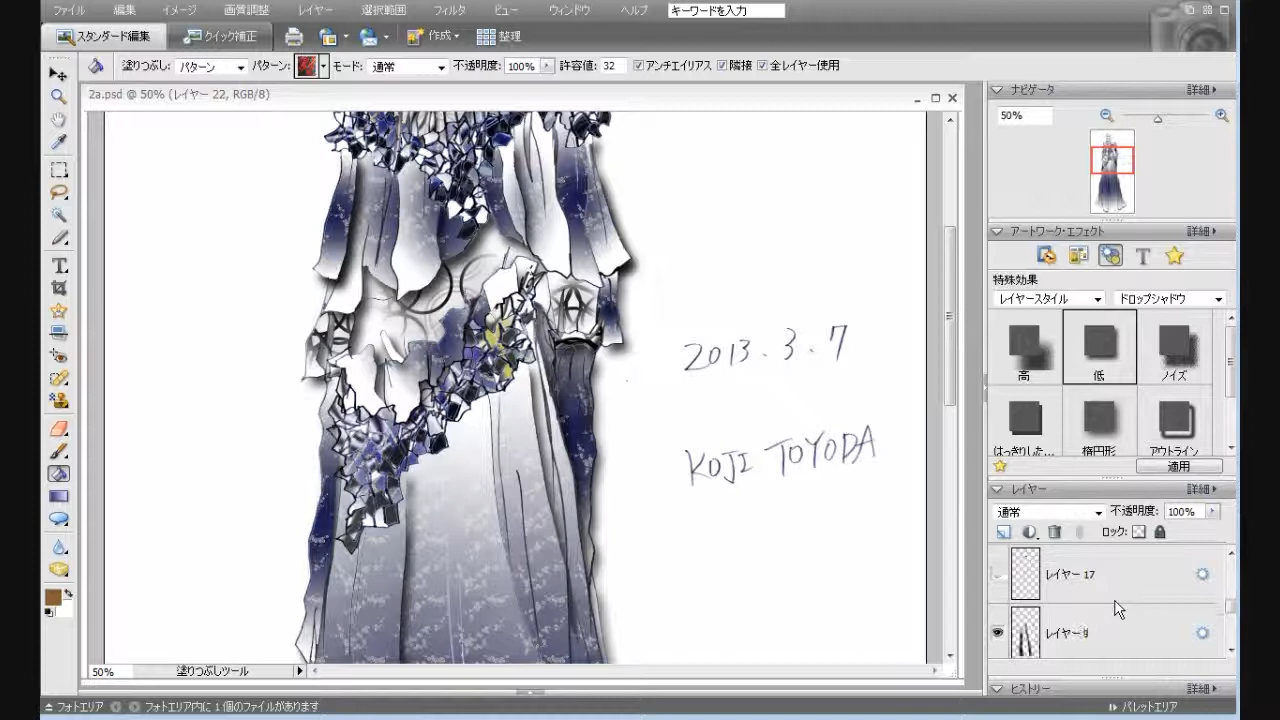 ファイル 編集 イメージ 画質調整 レイヤー 選択範囲 フィルタ ビュー ウィンドウ ヘルプ キーワードを入力
スタンダード編集 クイック補正 作成 整理
塗りつぶし: パターン パターン: モード: 通常 不透明度: 100% 許容値: 32 アンチエイリアス 隣接 全レイヤー使用
2a.psd @ 50% (レイヤー 22, RGB/8)
ナビゲータ 詳細
50%
アートワーク・エフェクト 詳細
特殊効果
レイヤースタイル ドロップシャドウ
高 低 ノイズ
はっきりした... 楕円形 アウトライン
適用
2013.3.7
KOJI TOYODA
レイヤー 詳細
通常 不透明度: 100%
ロック:
レイヤー 17
50% 塗りつぶしツール
ヒストリー 詳細
フォトエリア フォトエリア内に 1 個のファイルがあります パレットエリア